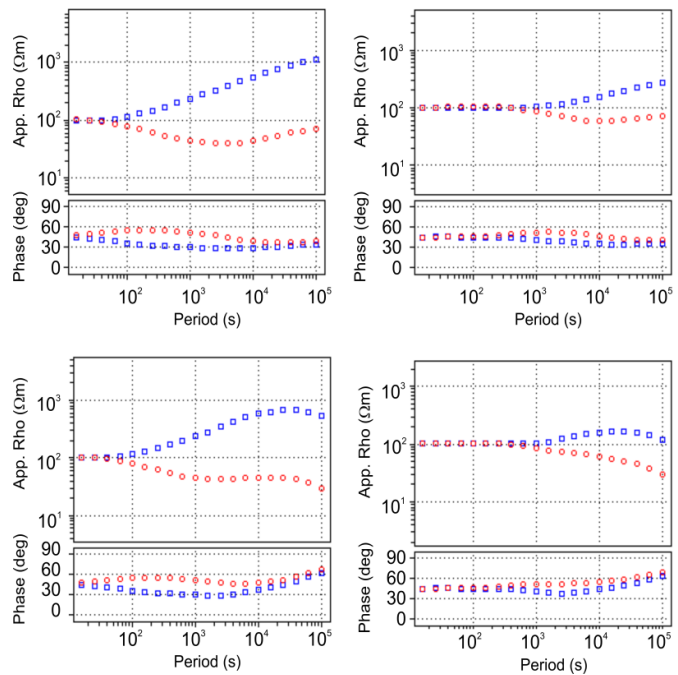 App. Rho (Ωm)
10³
10²
10¹
Phase (deg)
90
60
30
0
10² 10³ 10⁴ 10⁵
Period (s)
App. Rho (Ωm)
10³
10²
10¹
Phase (deg)
90
60
30
0
10² 10³ 10⁴ 10⁵
Period (s)
App. Rho (Ωm)
10³
10²
10¹
Phase (deg)
90
60
30
0
10² 10³ 10⁴ 10⁵
Period (s)
App. Rho (Ωm)
10³
10²
10¹
Phase (deg)
90
60
30
0
10² 10³ 10⁴ 10⁵
Period (s)